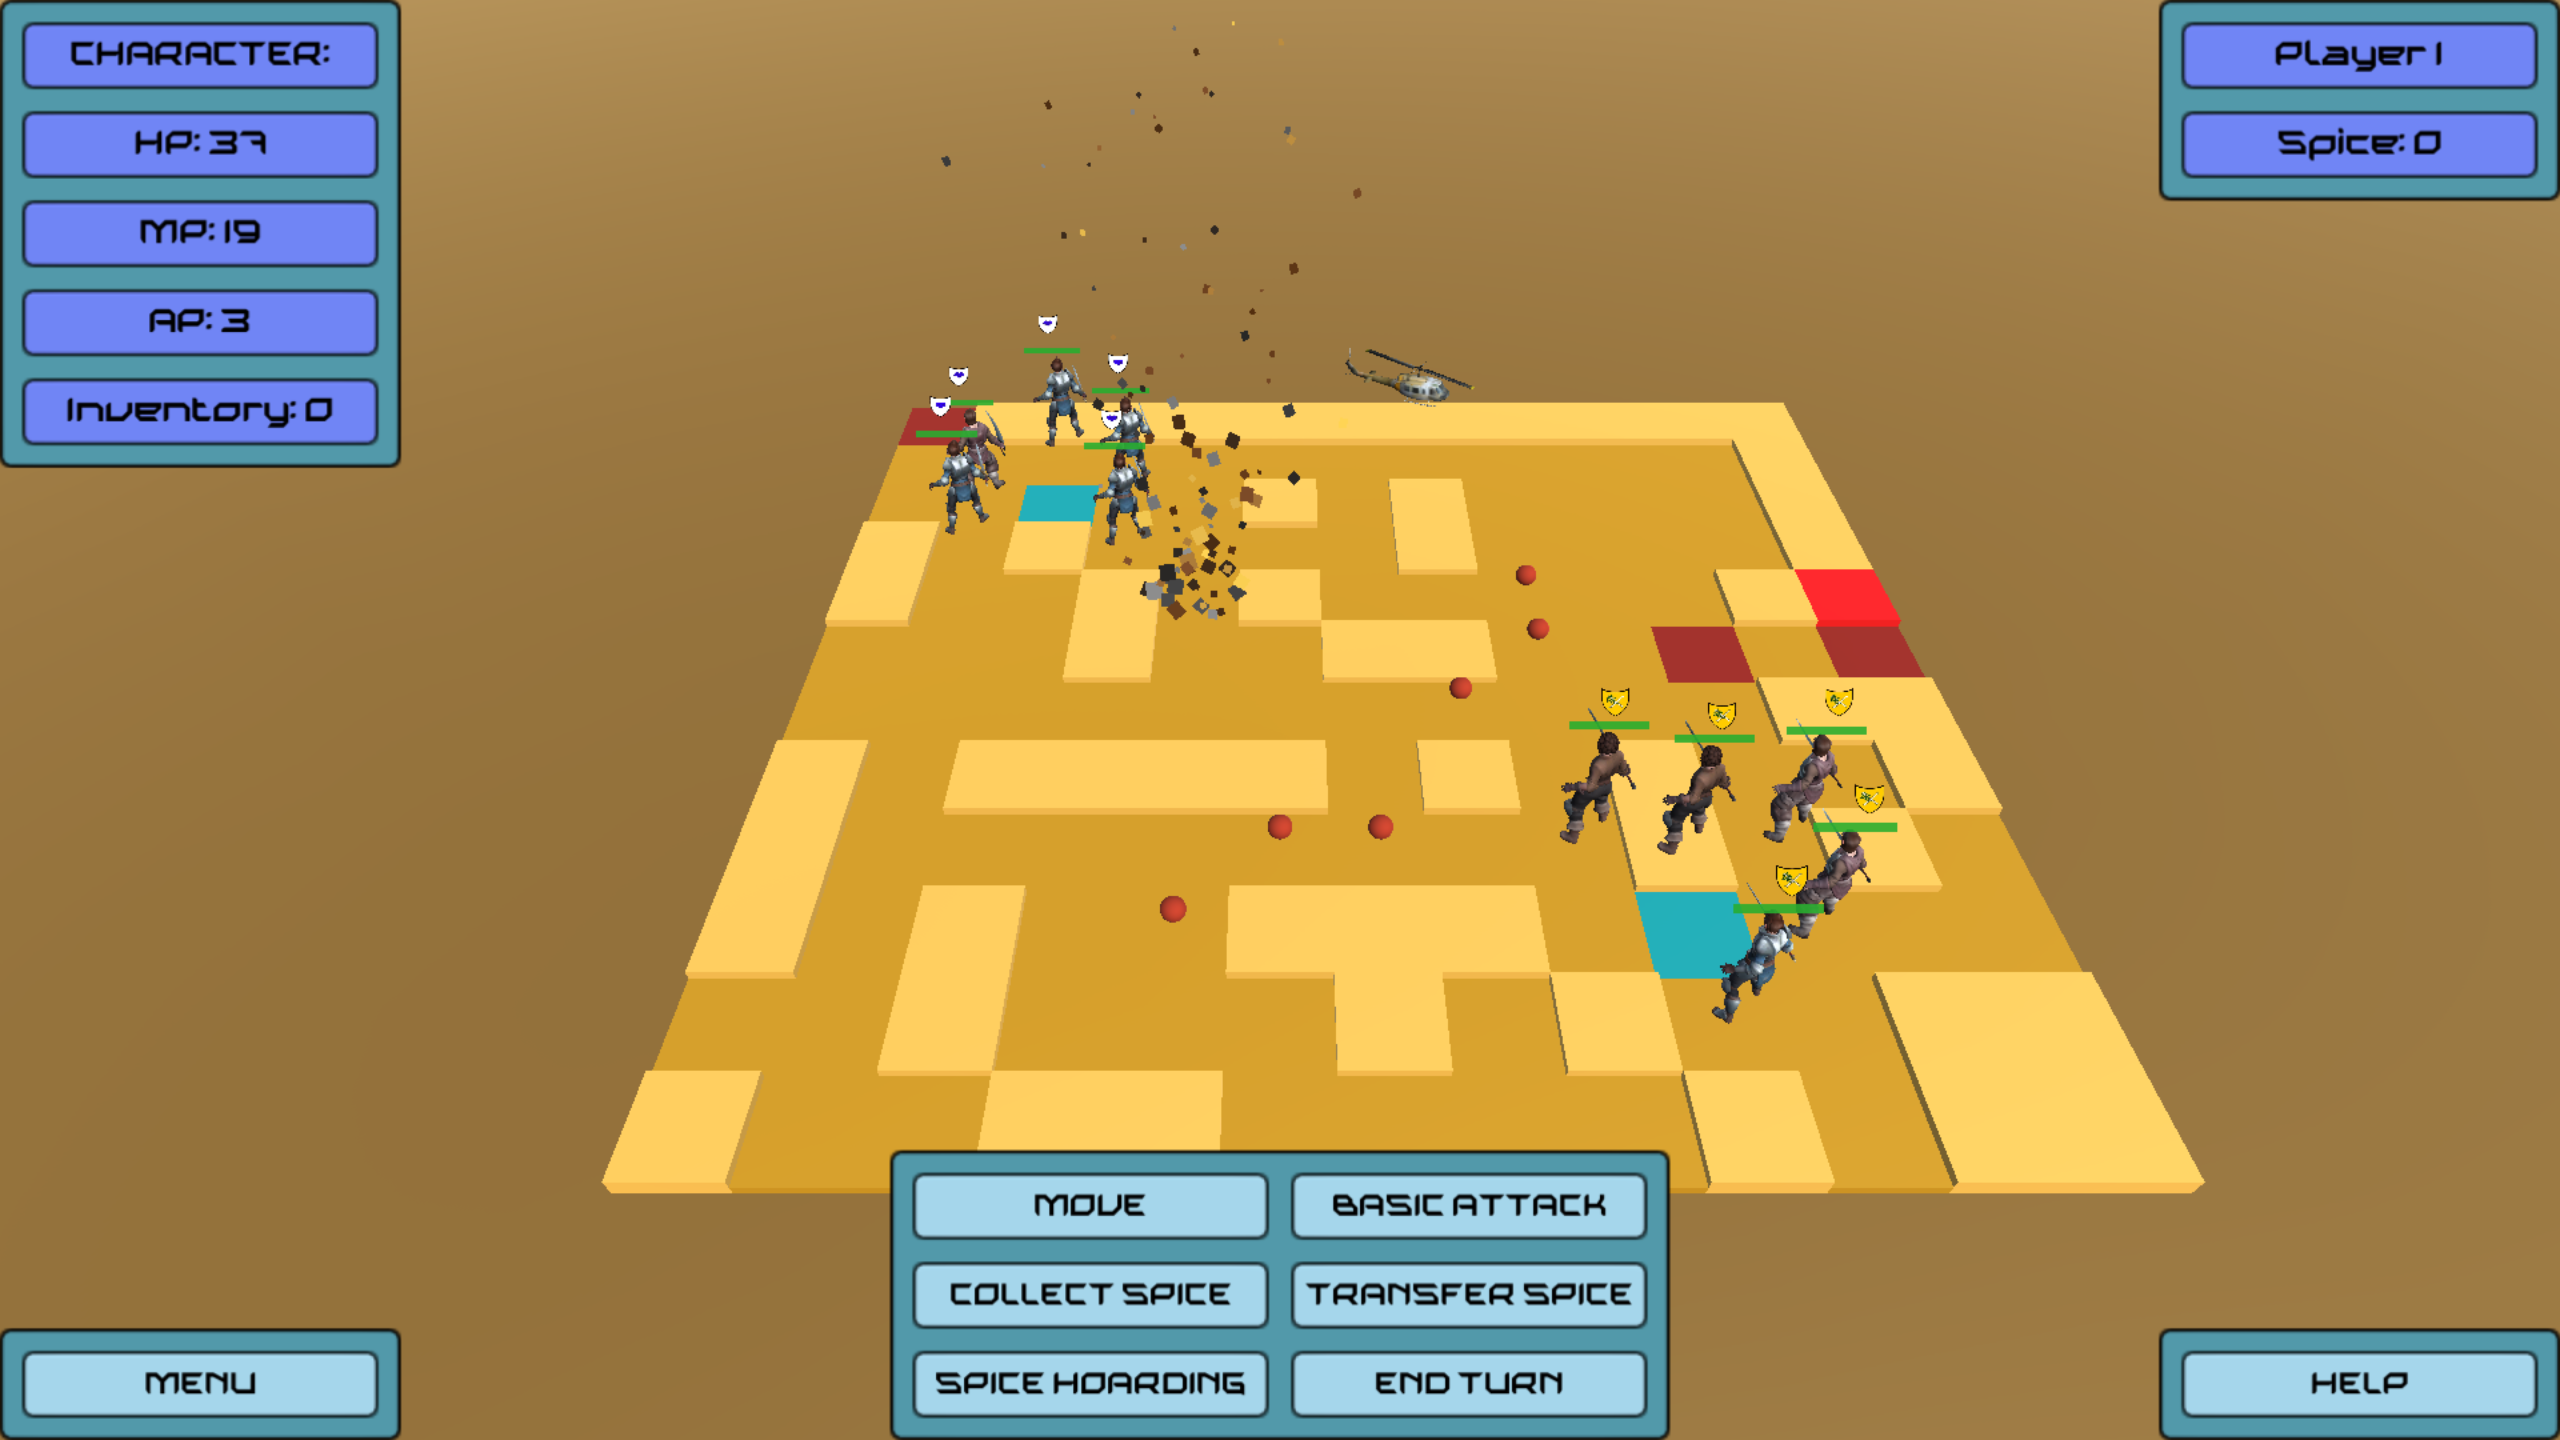 CHARACTER:
HP: 37
MP: 19
AP: 3
Inventory: 0
Player 1
Spice: 0
MOVE
BASIC ATTACK
COLLECT SPICE
TRANSFER SPICE
SPICE HOARDING
END TURN
MENU
HELP